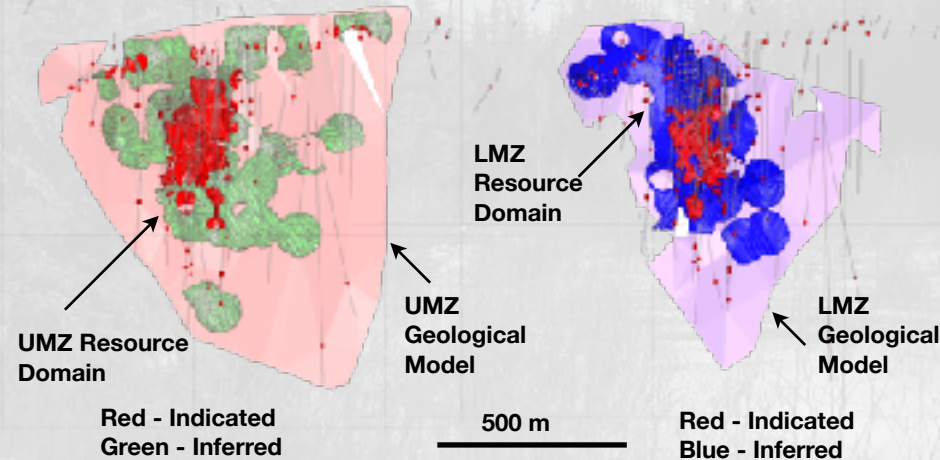 LMZ
Resource
Domain
UMZ Resource
Domain
UMZ
Geological
Model
LMZ
Geological
Model
Red - Indicated
Green - Inferred
500 m
Red - Indicated
Blue - Inferred